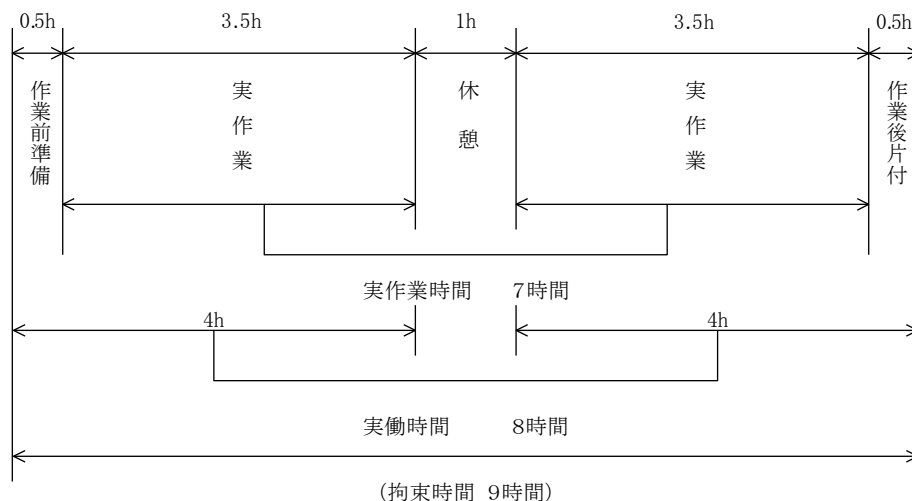 0.5h 3.5h 1h 3.5h 0.5h
作業前準備
実作業
休憩
実作業
作業後片付
実作業時間 7時間
4h 4h
実働時間 8時間
(拘束時間 9時間)